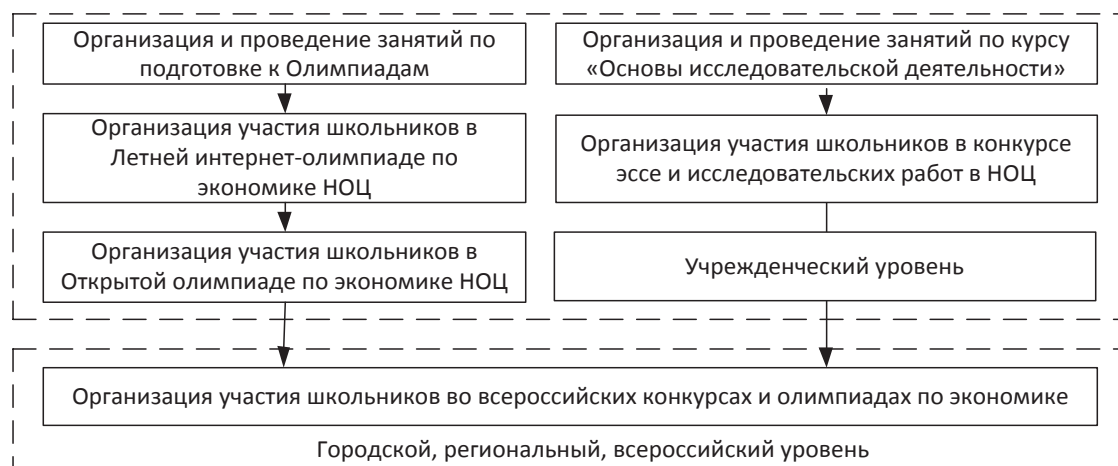 Организация и проведение занятий по
подготовке к Олимпиадам
Организация участия школьников в
Летней интернет-олимпиаде по
экономике НОЦ
Организация участия школьников в
Открытой олимпиаде по экономике НОЦ
Организация и проведение занятий по курсу
«Основы исследовательской деятельности»
Организация участия школьников в конкурсе
эссе и исследовательских работ в НОЦ
Учрежденческий уровень
Организация участия школьников во всероссийских конкурсах и олимпиадах по экономике
Городской, региональный, всероссийский уровень